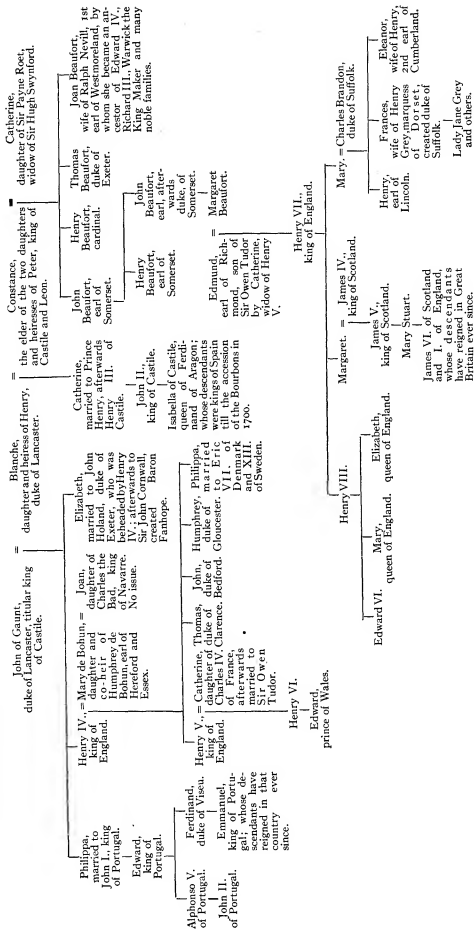 John of Gaunt,
duke of Lancaster, titular king
of Castile.
=
Blanche,
daughter and heiress of Henry,
duke of Lancaster.
=
Constance,
the elder of the two daughters
and heiresses of Peter, king of
Castile and Leon.
=
Catherine,
daughter of Sir Payne Roet,
widow of Sir Hugh Swynford.
Philippa,
married to
John I., king
of Portugal.
Edward,
king of
Portugal.
Alphonso V.
of Portugal.
John II.
of Portugal.
Ferdinand,
duke of Viseu.
Emmanuel,
king of Portu-
gal; whose de-
scendants have
reigned in that
country ever
since.
Henry IV.,
king of
England.
=
Mary de Bohun,
daughter and
co-heir of
Humphrey de
Bohun, earl of
Hereford and
Essex.
=
Joan,
daughter of
Charles the
Bad, king
of Navarre.
No issue.
Elizabeth,
married to John
Holand, duke of
Exeter, who was
beheaded by Henry
IV.; afterwards to
Sir John Cornwall,
created Baron
Fanhope.
Henry V.,
king of
England.
=
Catherine,
daughter of
Charles IV.
of France,
afterwards
married to
Sir Owen
Tudor.
Thomas,
duke of
Clarence.
John,
duke of
Bedford.
Humphrey,
duke of
Gloucester.
Philippa,
married
to Eric
VII. of
Denmark
and XIII.
of Sweden.
Henry VI.
Edward,
prince of Wales.
Catherine,
married to Prince
Henry, afterwards
Henry III. of
Castile.
John II.,
king of Castile.
Isabella of Castile,
queen of Ferdi-
nand of Aragon;
whose descendants
were kings of Spain
till the accession
of the Bourbons in
1700.
John
Beaufort,
earl of
Somerset.
Henry
Beaufort,
cardinal.
Thomas
Beaufort,
duke of
Exeter.
Joan Beaufort,
wife of Ralph Nevill, 1st
earl of Westmoreland, by
whom she became an an-
cestor of Edward IV.,
Richard III., Warwick the
King Maker and many
noble families.
Henry
Beaufort,
earl of
Somerset.
John
Beaufort,
earl, after-
wards
duke, of
Somerset.
Edmund,
earl of Rich-
mond, son of
Sir Owen Tudor
by Catherine,
widow of Henry
V.
=
Margaret
Beaufort.
Henry VII.,
king of England.
Henry VIII.
Margaret.
=
James IV.,
king of Scotland.
Mary.
=
Charles Brandon,
duke of Suffolk.
Edward VI.
Mary,
queen of England.
Elizabeth,
queen of England.
James V.,
king of Scotland.
Mary Stuart.
James VI. of Scotland
and I. of England,
whose descendants
have reigned in Great
Britain ever since.
Henry,
earl of
Lincoln.
Frances,
wife of Henry
Grey, marquess
of Dorset,
created duke of
Suffolk.
Eleanor,
wife of Henry,
2nd earl of
Cumberland.
Lady Jane Grey
and others.